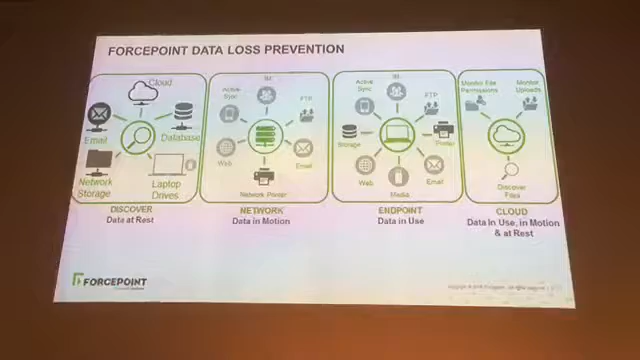 FORCEPOINT DATA LOSS PREVENTION
Cloud
Email
Database
Network
Storage
Laptop
Drives
DISCOVER
Data at Rest
Active
Sync
IM
FTP
Web
Email
Network Printer
NETWORK
Data in Motion
Active
Sync
IM
FTP
Storage
Printer
Web
Email
Media
ENDPOINT
Data in Use
Monitor File
Permissions
Monitor
Uploads
Discover
Files
CLOUD
Data in Use, in Motion
& at Rest
FORCEPOINT